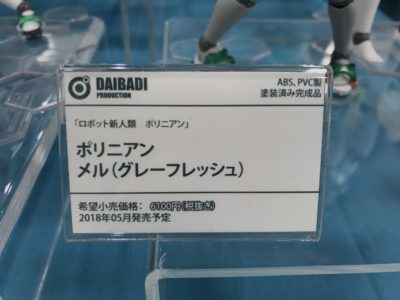 DAIBADI
PRODUCTION
ABS、PVC製
塗装済み完成品
「ロボット新人類 ポリニアン」
ポリニアン
メル(グレーフレッシュ)
希望小売価格： 6100円(税抜き)
2018年05月発売予定